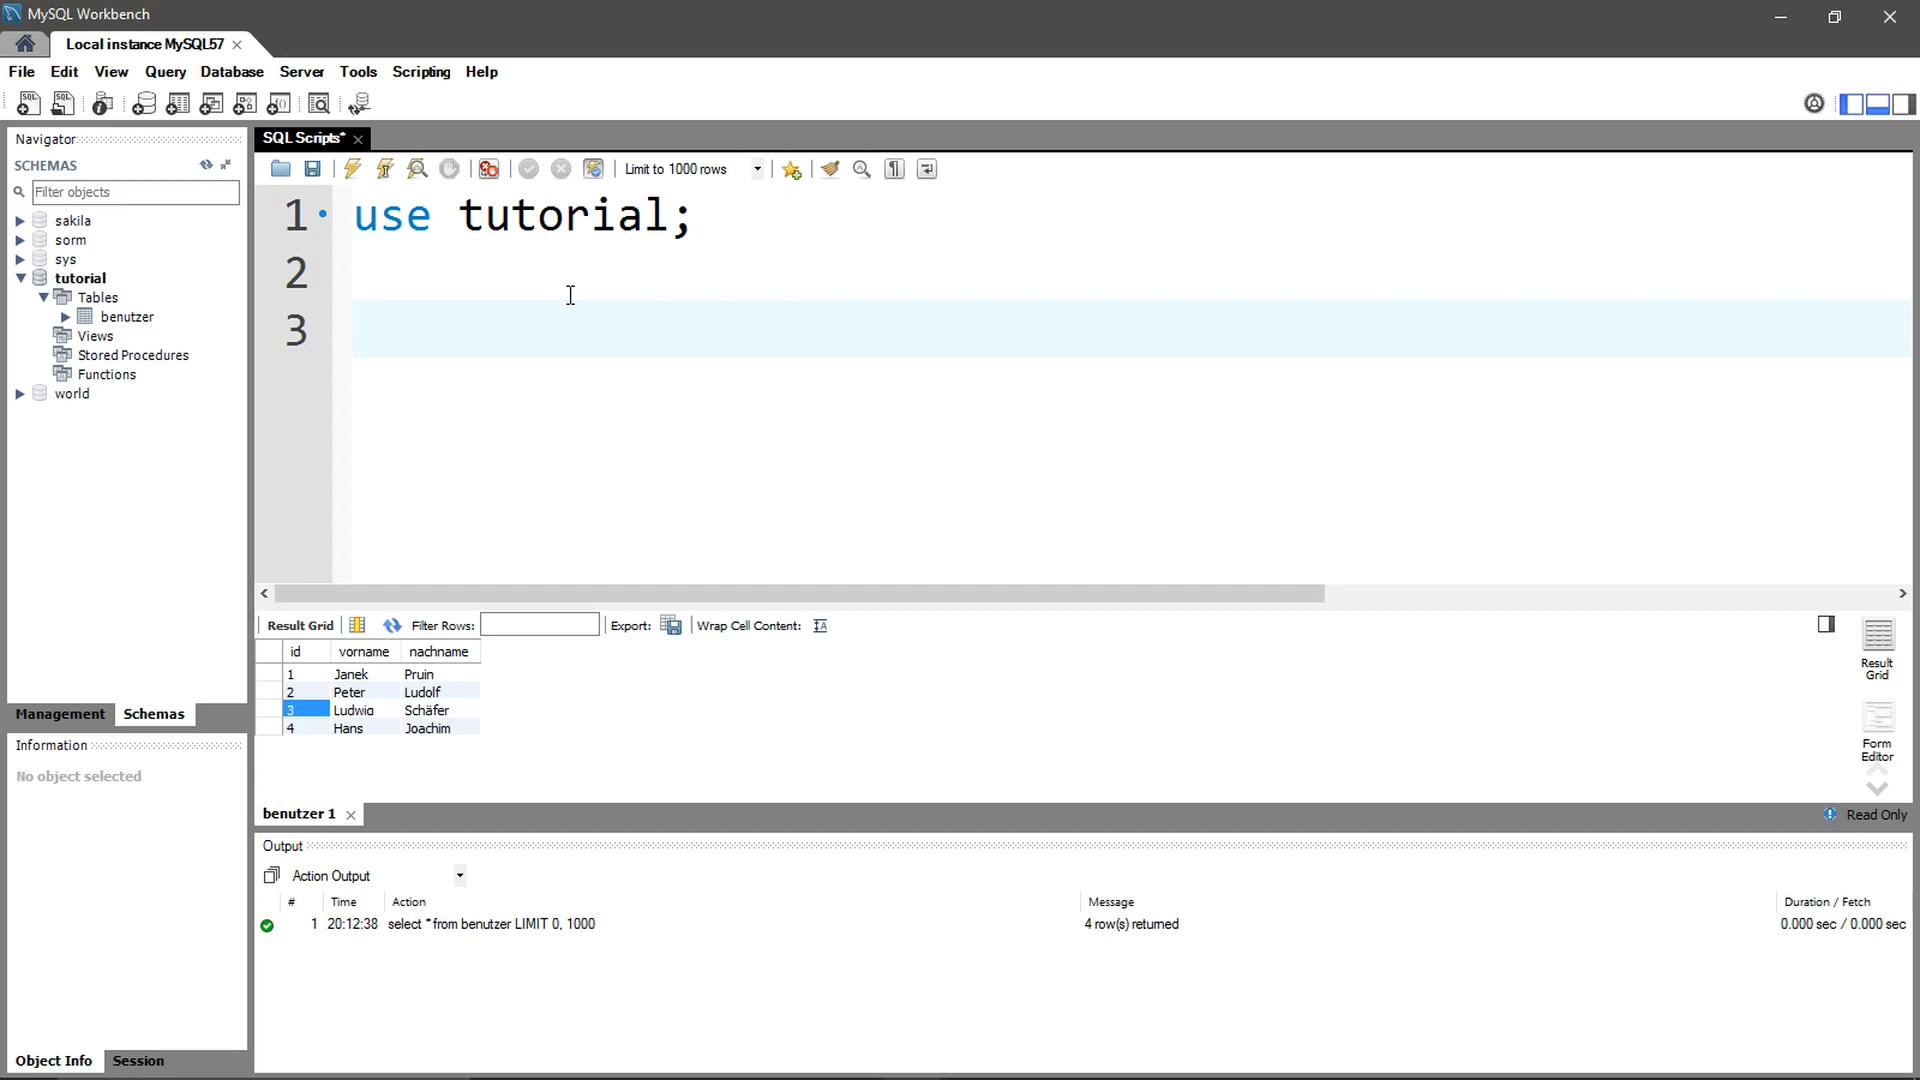 MySQL Workbench
Local instance MySQL57
File Edit View Query Database Server Tools Scripting Help
Navigator
SCHEMAS
Filter objects
sakila
sorm
sys
tutorial
Tables
benutzer
Views
Stored Procedures
Functions
world
Management Schemas
Information
No object selected
Object Info Session
SQL Scripts*
Limit to 1000 rows
1 use tutorial;
2
3
Result Grid Filter Rows: Export: Wrap Cell Content:
id vorname nachname
1 Janek Pruin
2 Peter Ludolf
3 Ludwig Schäfer
4 Hans Joachim
Result Grid
Form Editor
benutzer 1
Read Only
Output
Action Output
# Time Action Message Duration / Fetch
1 20:12:38 select * from benutzer LIMIT 0, 1000 4 row(s) returned 0.000 sec / 0.000 sec